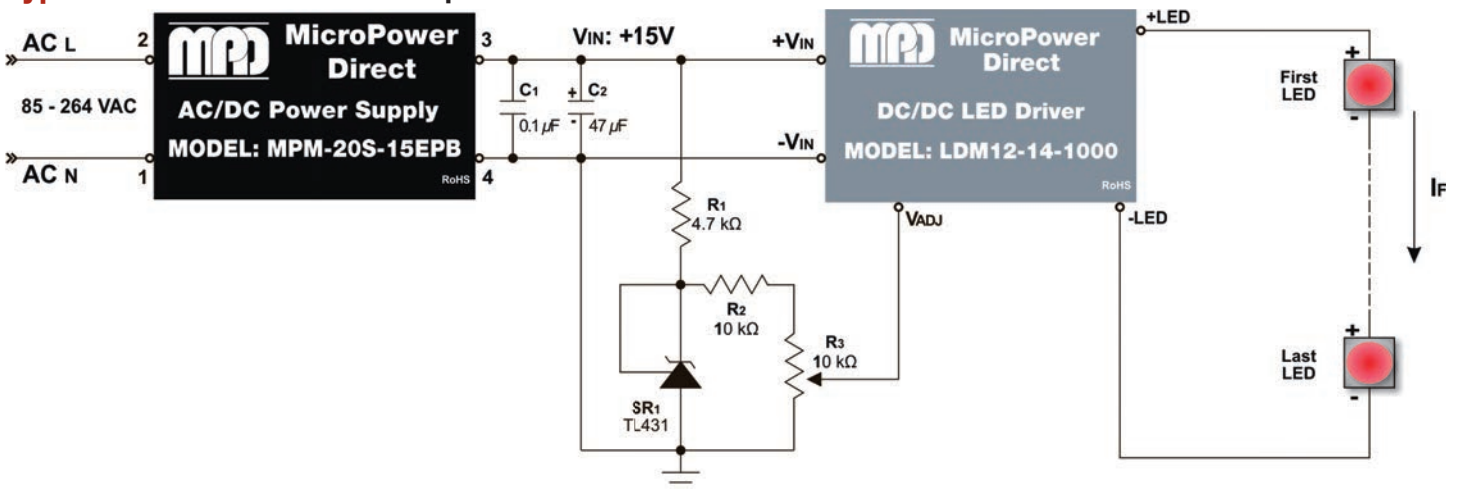 AC L
2
MPD
MicroPower
Direct
AC/DC Power Supply
MODEL: MPM-20S-15EPB
RoHS
3
4
85 - 264 VAC
AC N
1
VIN: +15V
C1
0.1 µF
+
C2
-
47 µF
+VIN
-VIN
MPD
MicroPower
Direct
DC/DC LED Driver
MODEL: LDM12-14-1000
RoHS
+LED
VADJ
-LED
R1
4.7 kΩ
R2
10 kΩ
R3
10 kΩ
SR1
TL431
+
First
LED
-
IF
+
Last
LED
-